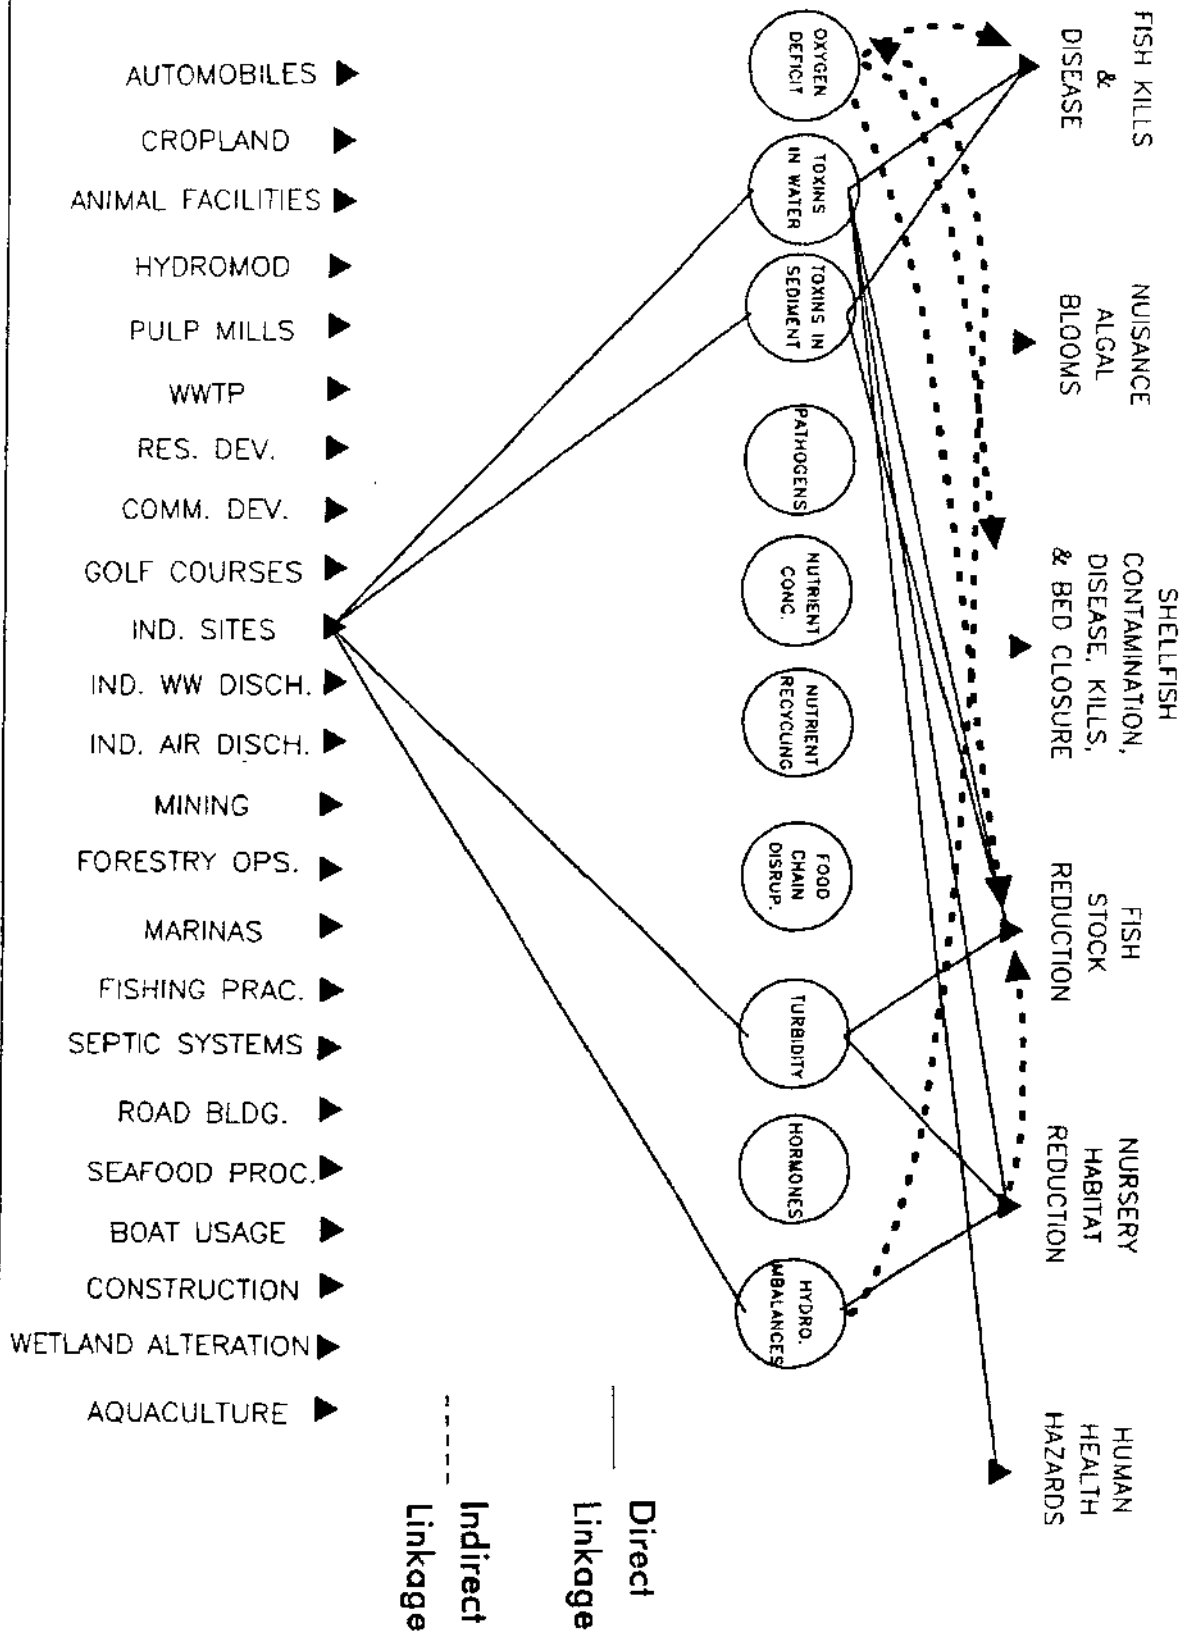 AUTOMOBILES
CROPLAND
ANIMAL FACILITIES
HYDROMOD
PULP MILLS
WWTP
RES. DEV.
COMM. DEV.
GOLF COURSES
IND. SITES
IND. WW DISCH.
IND. AIR DISCH.
MINING
FORESTRY OPS.
MARINAS
FISHING PRAC.
SEPTIC SYSTEMS
ROAD BLDG.
SEAFOOD PROC.
BOAT USAGE
CONSTRUCTION
WETLAND ALTERATION
AQUACULTURE
OXYGEN
DEFICIT
TOXINS
IN WATER
TOXINS IN
SEDIMENT
PATHOGENS
NUTRIENT
CONC.
NUTRIENT
RECYCLING
FOOD
CHAIN
DISRUP.
TURBIDITY
HORMONES
HYDRO.
IMBALANCES
FISH KILLS
&
DISEASE
NUISANCE
ALGAL
BLOOMS
SHELLFISH
CONTAMINATION,
DISEASE, KILLS,
& BED CLOSURE
FISH
STOCK
REDUCTION
NURSERY
HABITAT
REDUCTION
HUMAN
HEALTH
HAZARDS
Direct
Linkage
Indirect
Linkage